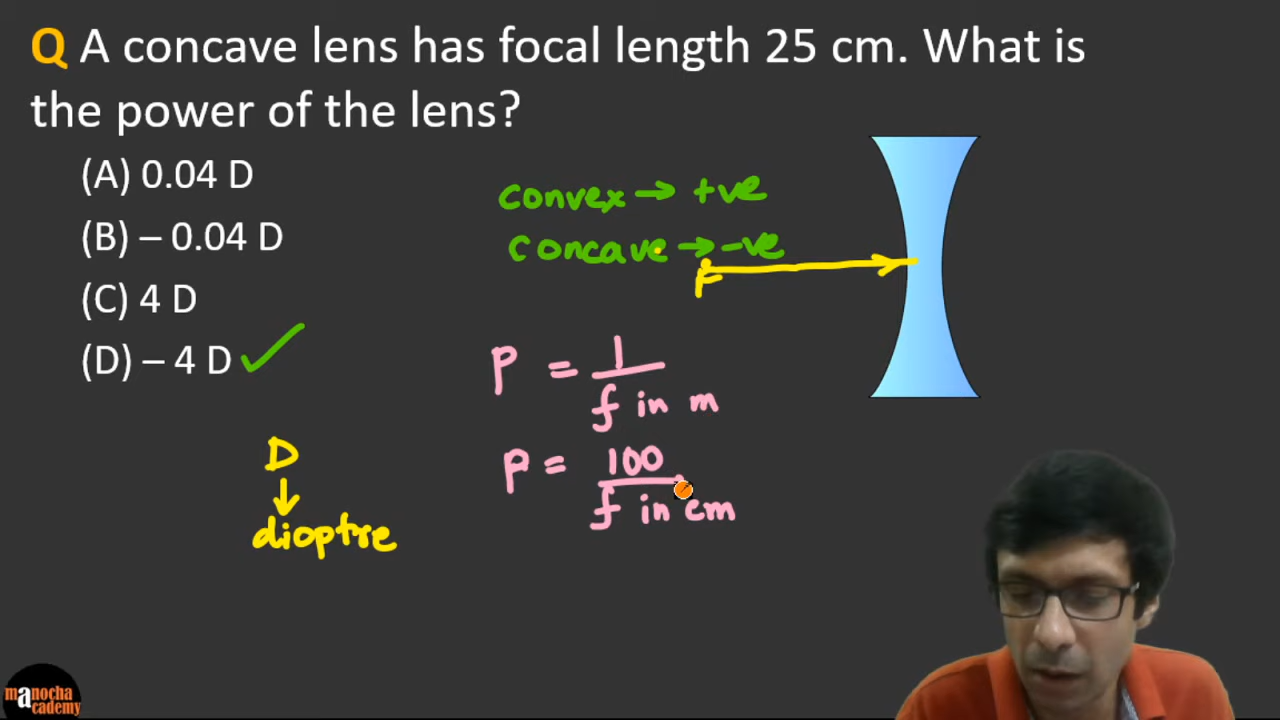 Q A concave lens has focal length 25 cm. What is
the power of the lens?
(A) 0.04 D
(B) – 0.04 D
(C) 4 D
(D) – 4 D
convex → +ve
concave → -ve
F
P = 1
f in m
P = 100
f in cm
D
↓
dioptre
manocha
academy